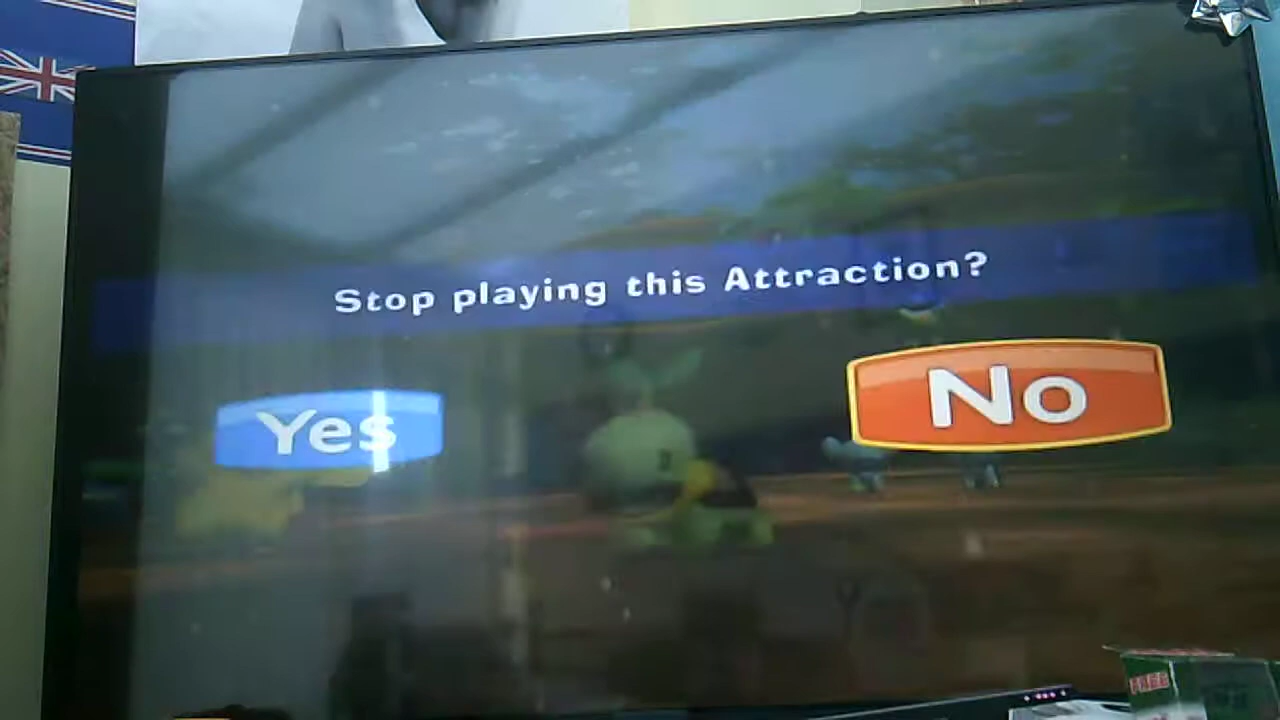 Stop playing this Attraction?
Yes
No
FREE